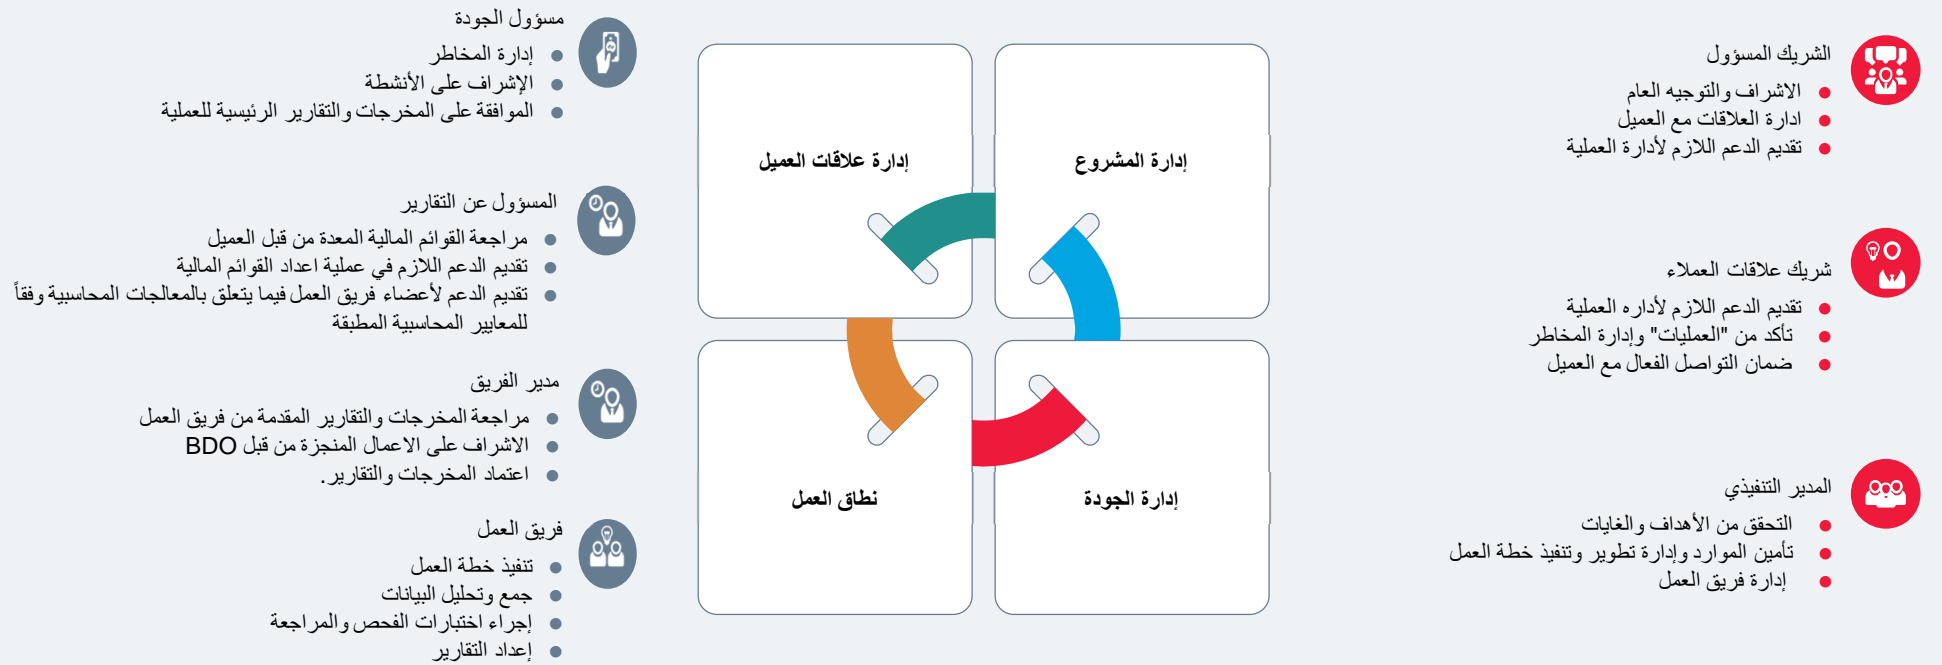 الشريك المسؤول
الاشراف والتوجيه العام
ادارة العلاقات مع العميل
تقديم الدعم اللازم لأدارة العملية
شريك علاقات العملاء
تقديم الدعم اللازم لأداره العملية
تأكد من "العمليات" وإدارة المخاطر
ضمان التواصل الفعال مع العميل
المدير التنفيذي
التحقق من الأهداف والغايات
تأمين الموارد وإدارة تطوير وتنفيذ خطة العمل
إدارة فريق العمل
إدارة المشروع
إدارة علاقات العميل
إدارة الجودة
نطاق العمل
مسؤول الجودة
إدارة المخاطر
الإشراف على الأنشطة
الموافقة على المخرجات والتقارير الرئيسية للعملية
المسؤول عن التقارير
مراجعة القوائم المالية المعدة من قبل العميل
تقديم الدعم اللازم في عملية اعداد القوائم المالية
تقديم الدعم لأعضاء فريق العمل فيما يتعلق بالمعالجات المحاسبية وفقاً
للمعايير المحاسبية المطبقة
مدير الفريق
مراجعة المخرجات والتقارير المقدمة من فريق العمل
الاشراف على الاعمال المنجزة من قبل BDO
اعتماد المخرجات والتقارير.
فريق العمل
تنفيذ خطة العمل
جمع وتحليل البيانات
إجراء اختبارات الفحص والمراجعة
إعداد التقارير